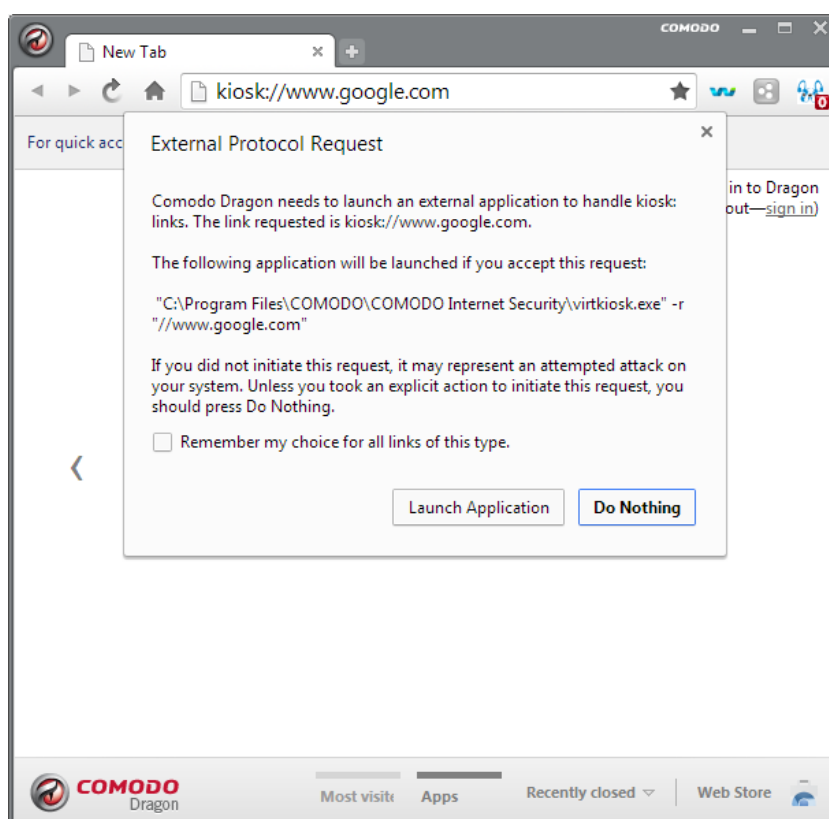 COMODO
New Tab
kiosk://www.google.com
0
For quick acc
External Protocol Request
in to Dragon
out—sign in)
Comodo Dragon needs to launch an external application to handle kiosk:
links. The link requested is kiosk://www.google.com.
The following application will be launched if you accept this request:
"C:\Program Files\COMODO\COMODO Internet Security\virtkiosk.exe" -r
"//www.google.com"
If you did not initiate this request, it may represent an attempted attack on
your system. Unless you took an explicit action to initiate this request, you
should press Do Nothing.
Remember my choice for all links of this type.
Launch Application
Do Nothing
COMODO
Dragon
Most visite
Apps
Recently closed
Web Store